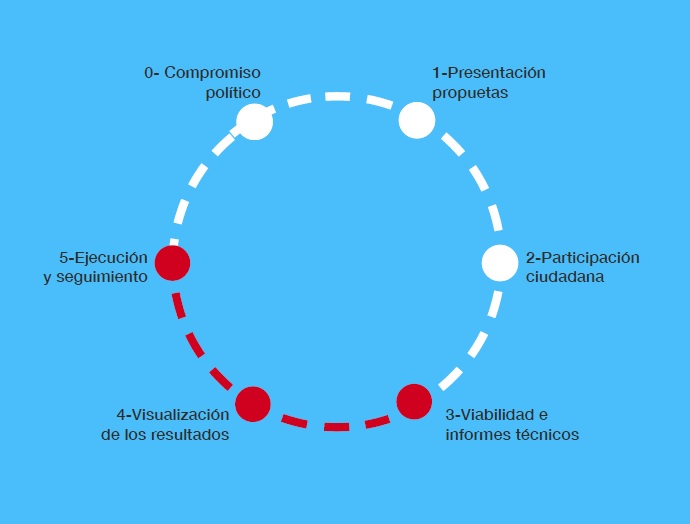 0- Compromiso
político
1-Presentación
propuetas
2-Participación
ciudadana
3-Viabilidad e
informes técnicos
4-Visualización
de los resultados
5-Ejecución
y seguimiento